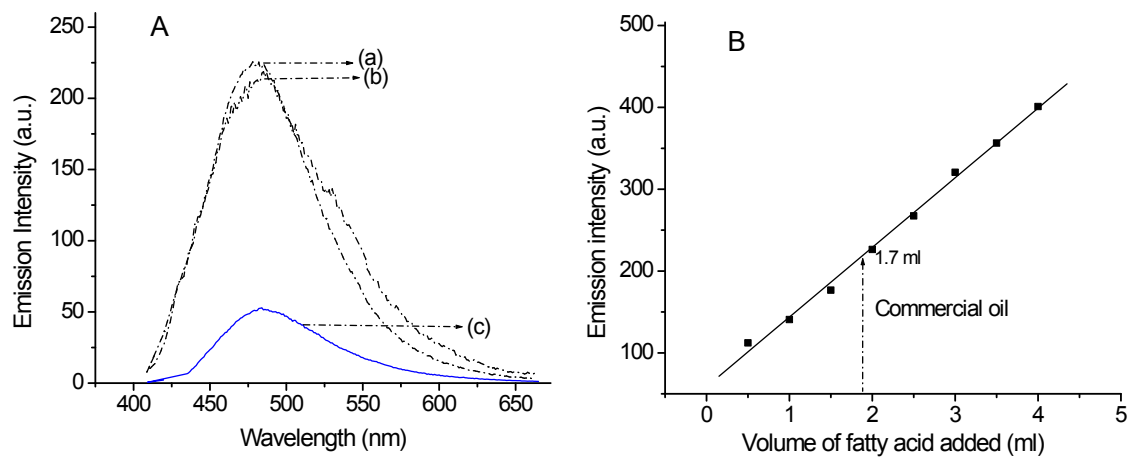 A
250
200
150
100
50
0
400 450 500 550 600 650
Emission Intensity (a.u.)
Wavelength (nm)
(a)
(b)
(c)
B
500
400
300
200
100
0 1 2 3 4 5
Emission intensity (a.u.)
Volume of fatty acid added (ml)
1.7 ml
Commercial oil